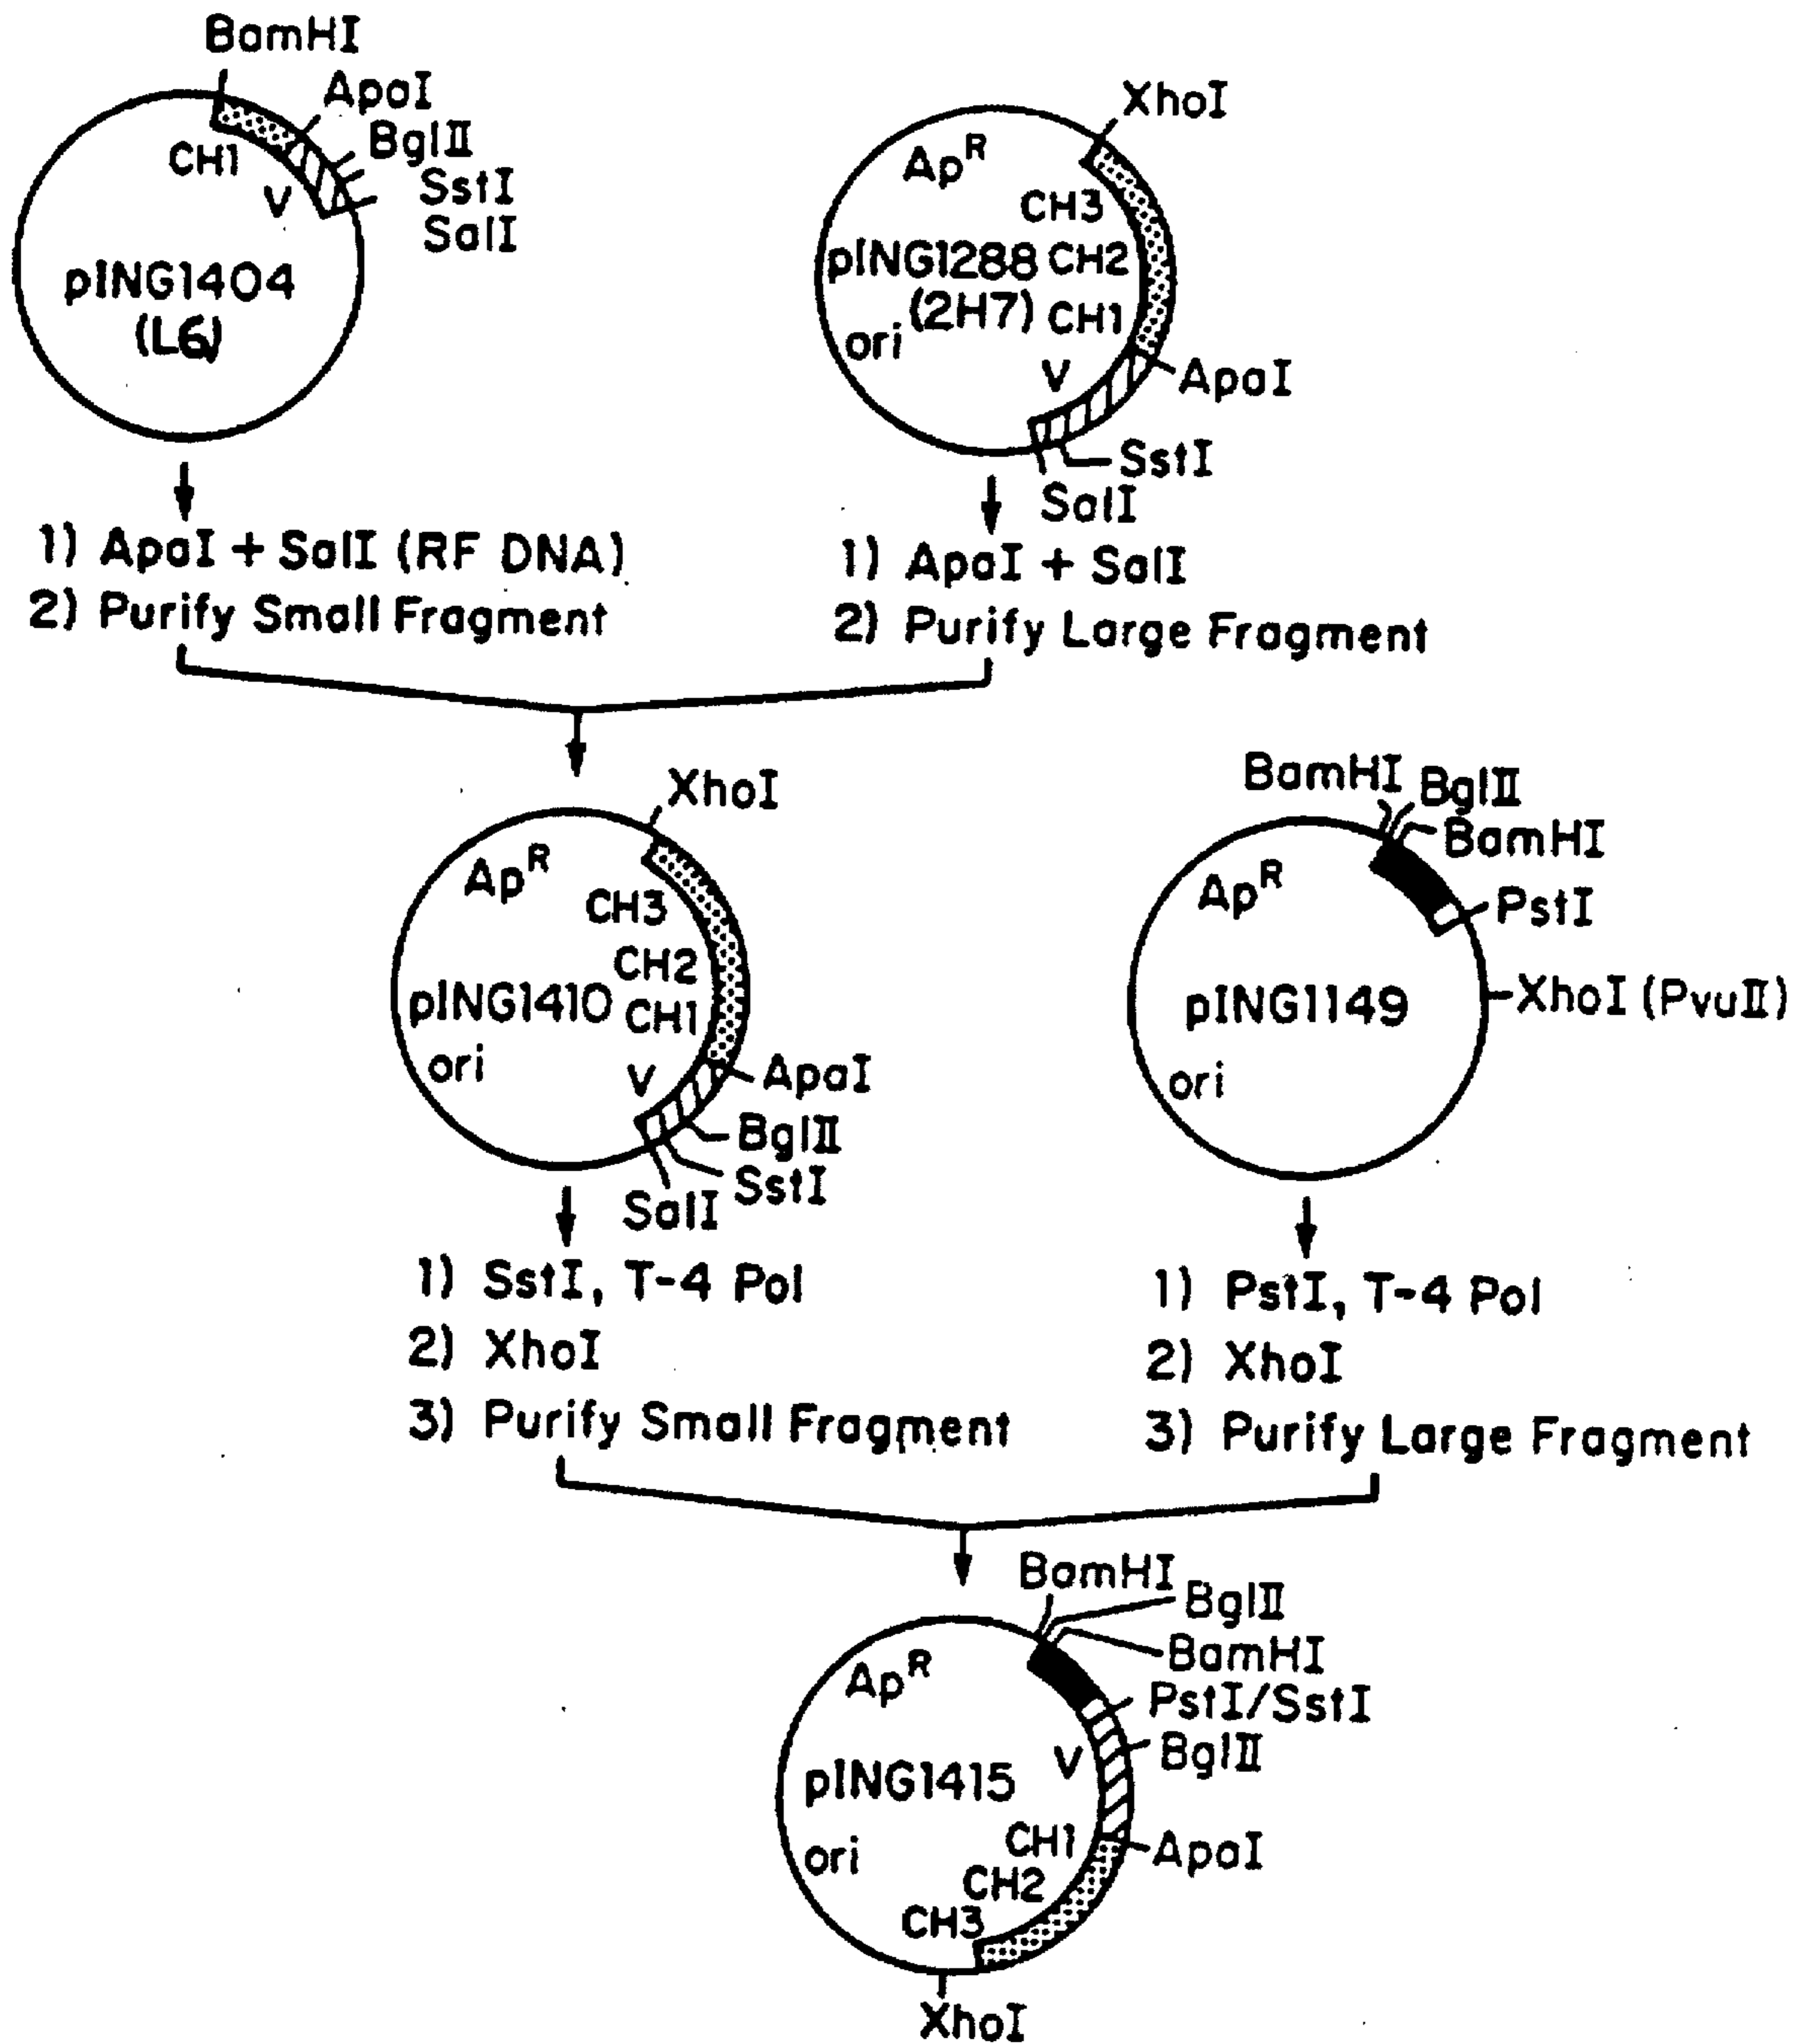 BamHI
ApaI
BglII
SstI
SalI
CH1
V
pING1404
(L6)
XhoI
Ap^R
CH3
pING1288 CH2
(2H7) CH1
ori
V
ApaI
SstI
SalI
1) ApaI + SalI (RF DNA)
2) Purify Small Fragment
1) ApaI + SalI
2) Purify Large Fragment
XhoI
Ap^R
CH3
CH2
pING1410 CH1
ori
V
ApaI
BglII
SstI
SalI
BamHI BglII
BamHI
Ap^R
PstI
pING1149
XhoI (PvuII)
ori
1) SstI, T-4 Pol
2) XhoI
3) Purify Small Fragment
1) PstI, T-4 Pol
2) XhoI
3) Purify Large Fragment
BamHI
BglII
BamHI
Ap^R
PstI/SstI
V
BglII
pING1415
CH1
ori
ApaI
CH2
CH3
XhoI